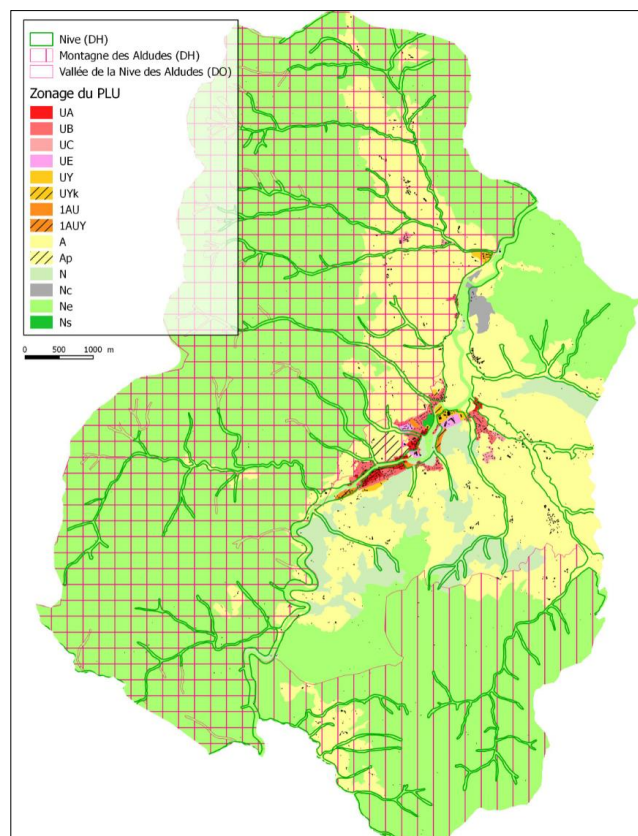 Nive (DH)
Montagne des Aldudes (DH)
Vallée de la Nive des Aldudes (DO)
Zonage du PLU
UA
UB
UC
UE
UY
UYk
1AU
1AUY
A
Ap
N
Nc
Ne
Ns
0 500 1000 m